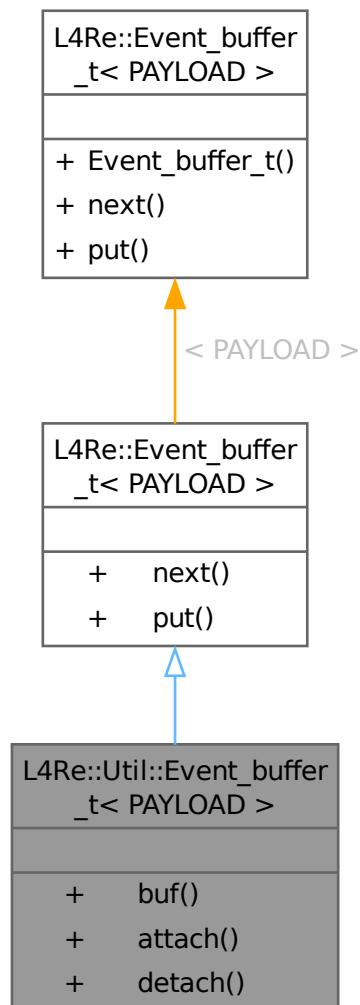 L4Re::Event_buffer
_t< PAYLOAD >
+ Event_buffer_t()
+ next()
+ put()
< PAYLOAD >
L4Re::Event_buffer
_t< PAYLOAD >
+ next()
+ put()
L4Re::Util::Event_buffer
_t< PAYLOAD >
+ buf()
+ attach()
+ detach()